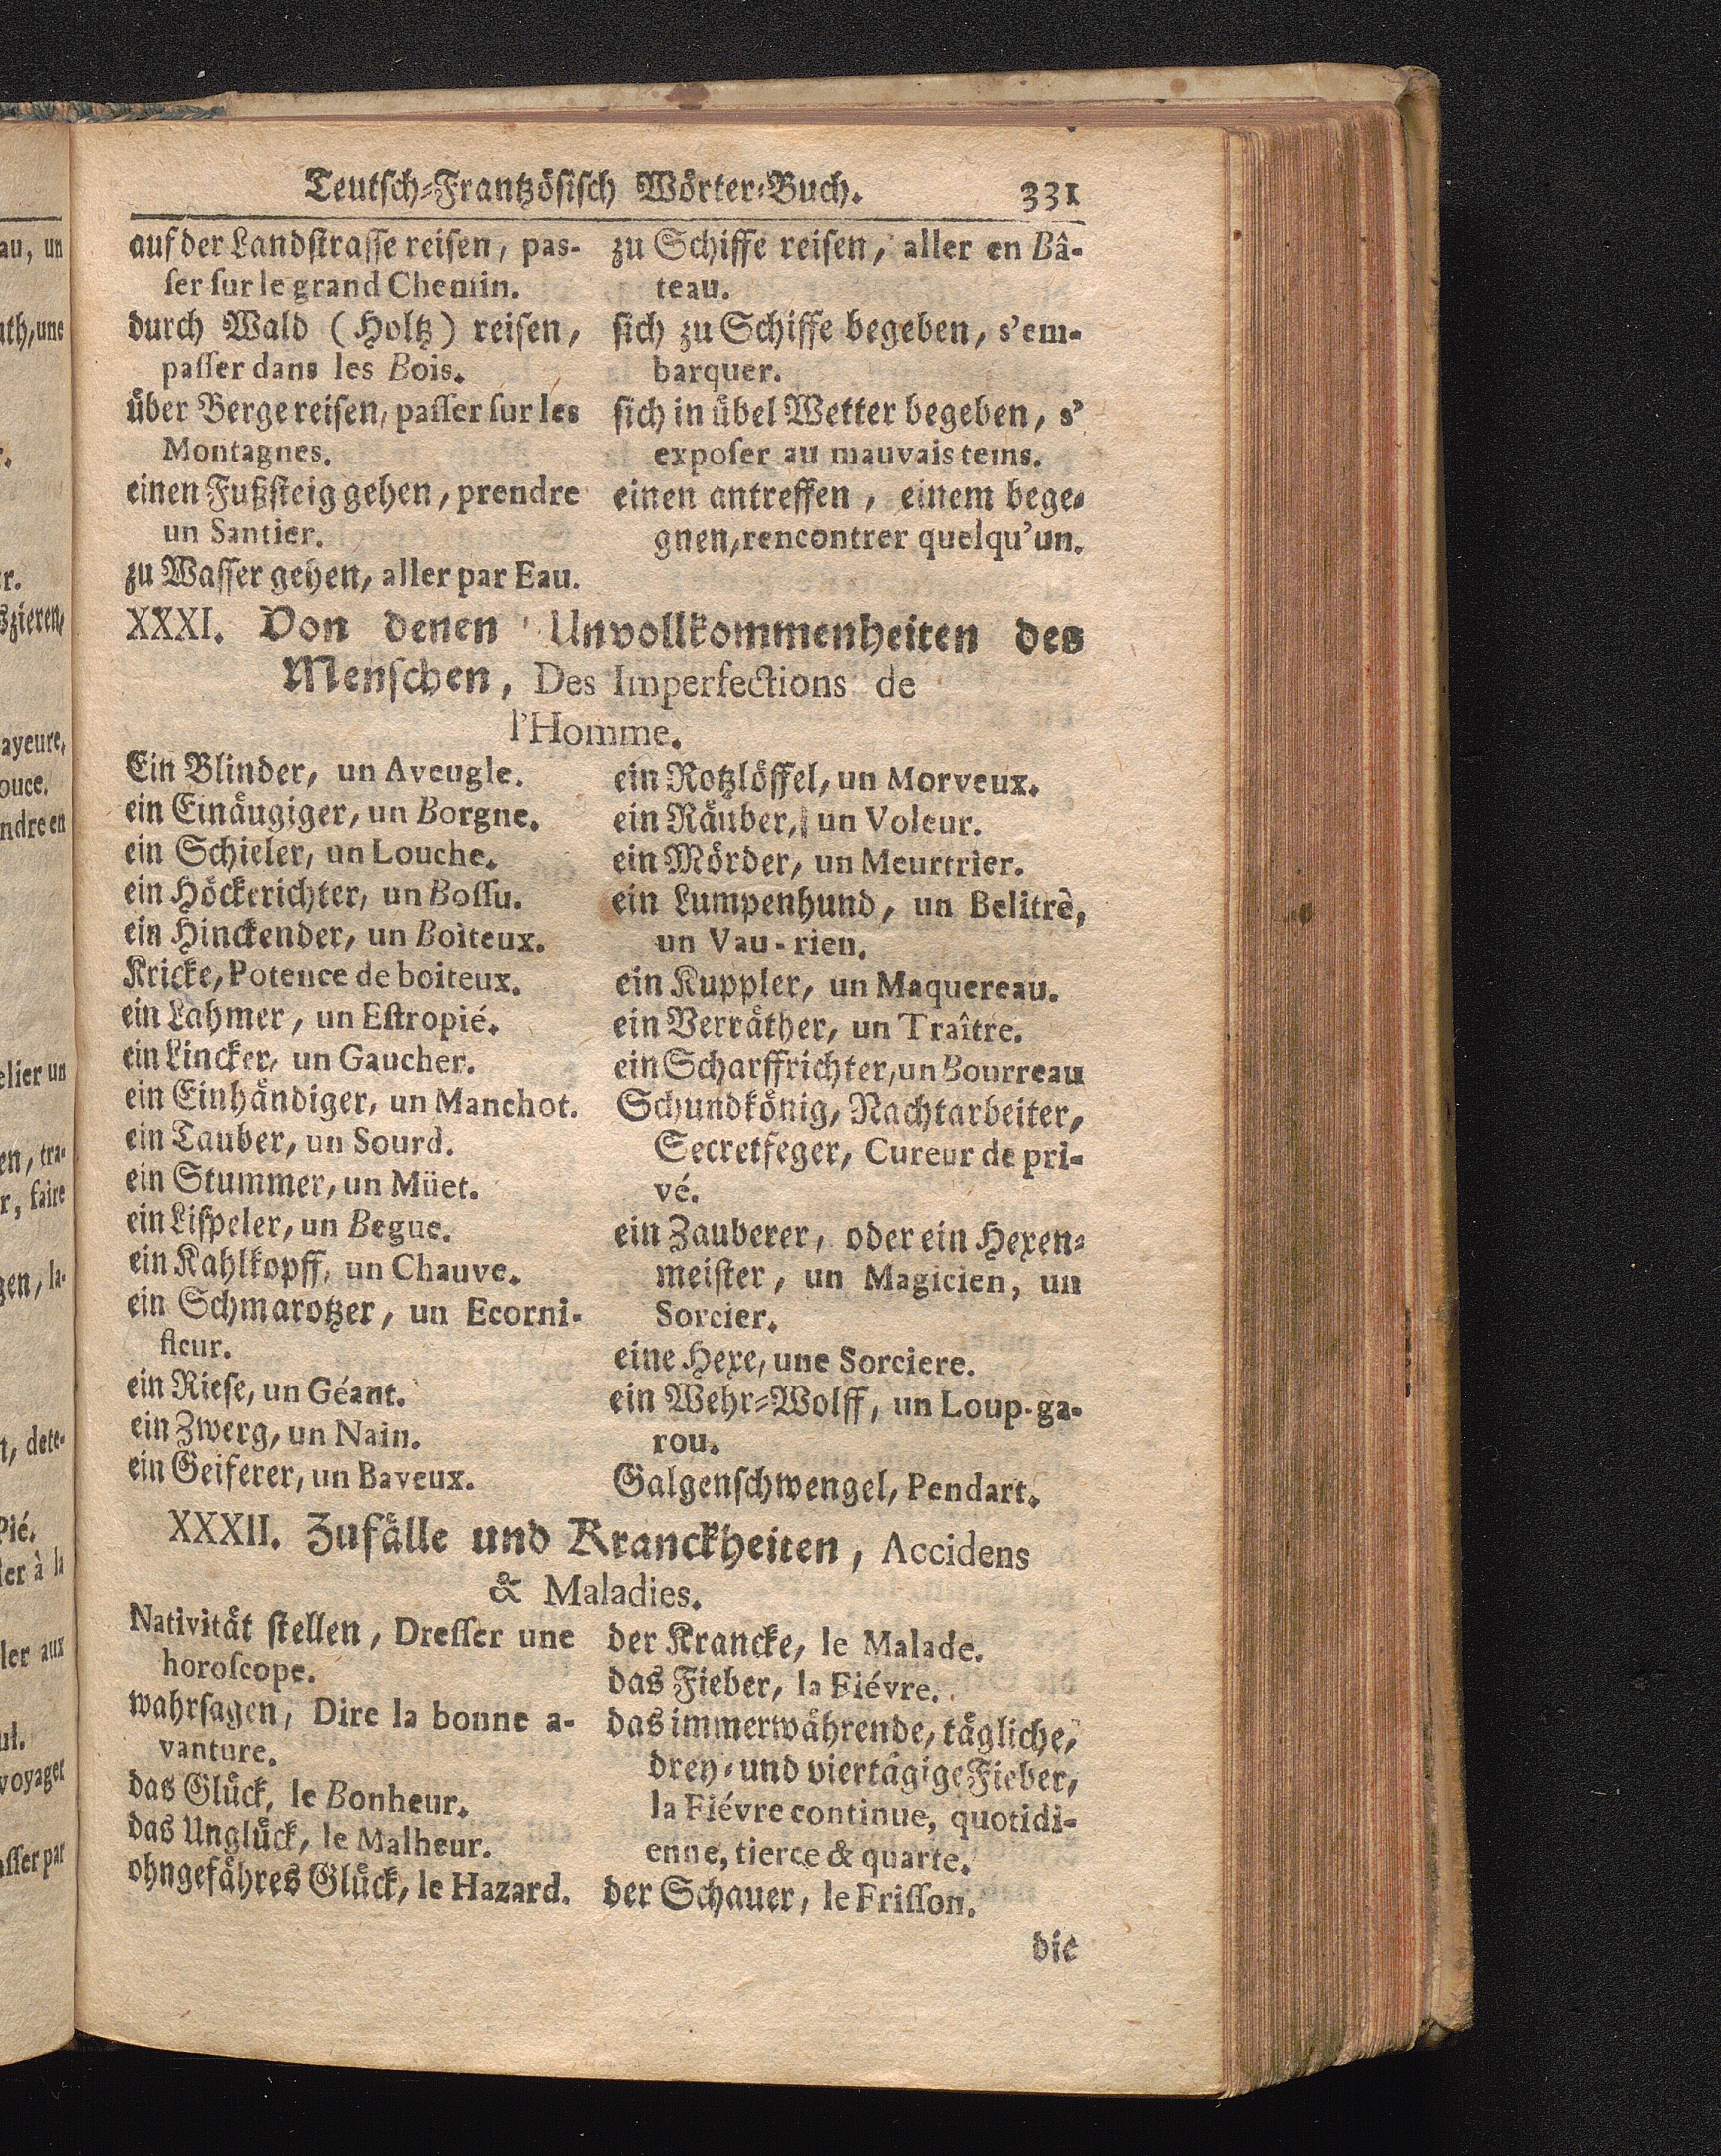 Teutsch-Frantzösisch Wörter-Buch. 331
auf der Landstrasse reisen, pas-
ser sur le grand Chemin.
durch Wald (Holtz) reisen,
passer dans les Bois.
über Berge reisen, passer sur les
Montagnes.
einen Fußsteig gehen, prendre
un Santier.
zu Wasser gehen, aller par Eau.
zu Schiffe reisen, aller en Bâ-
teau.
sich zu Schiffe begeben, s'em-
barquer.
sich in übel Wetter begeben, s'
exposer au mauvais tems.
einen antreffen, einem bege-
gnen, rencontrer quelqu'un.
XXXI. Von denen Unvollkommenheiten des
Menschen, Des Imperfections de
l'Homme.
Ein Blinder, un Aveugle.
ein Einäugiger, un Borgne.
ein Schieler, un Louche.
ein Höckerichter, un Bossu.
ein Hinckender, un Boiteux.
Kricke, Potence de boiteux.
ein Lahmer, un Estropié.
ein Lincker, un Gaucher.
ein Einhändiger, un Manchot.
ein Tauber, un Sourd.
ein Stummer, un Müet.
ein Lispeler, un Begue.
ein Kahlkopff, un Chauve.
ein Schmarotzer, un Ecorni-
fleur.
ein Riese, un Géant.
ein Zwerg, un Nain.
ein Geiferer, un Baveux.
ein Rotzlöffel, un Morveux.
ein Räuber, un Voleur.
ein Mörder, un Meurtrier.
ein Lumpenhund, un Belitrè,
un Vau-rien.
ein Kuppler, un Maquereau.
ein Verräther, un Traître.
ein Scharffrichter, un Bourreau
Schundkönig, Nachtarbeiter,
Secretfeger, Cureur de pri-
vé.
ein Zauberer, oder ein Hexen-
meister, un Magicien, un
Sorcier.
eine Hexe, une Sorciere.
ein Wehr-Wolff, un Loup-ga-
rou.
Galgenschwengel, Pendart.
XXXII. Zufälle und Kranckheiten, Accidens
& Maladies.
Nativität stellen, Dresser une
horoscope.
wahrsagen, Dire la bonne a-
vanture.
das Glück, le Bonheur.
das Unglück, le Malheur.
ohngefähres Glück, le Hazard.
der Krancke, le Malade.
das Fieber, la Fiévre.
das immerwährende, tägliche,
drey- und viertägige Fieber,
la Fiévre continue, quotidi-
enne, tierce & quarte.
der Schauer, le Frisson.
die